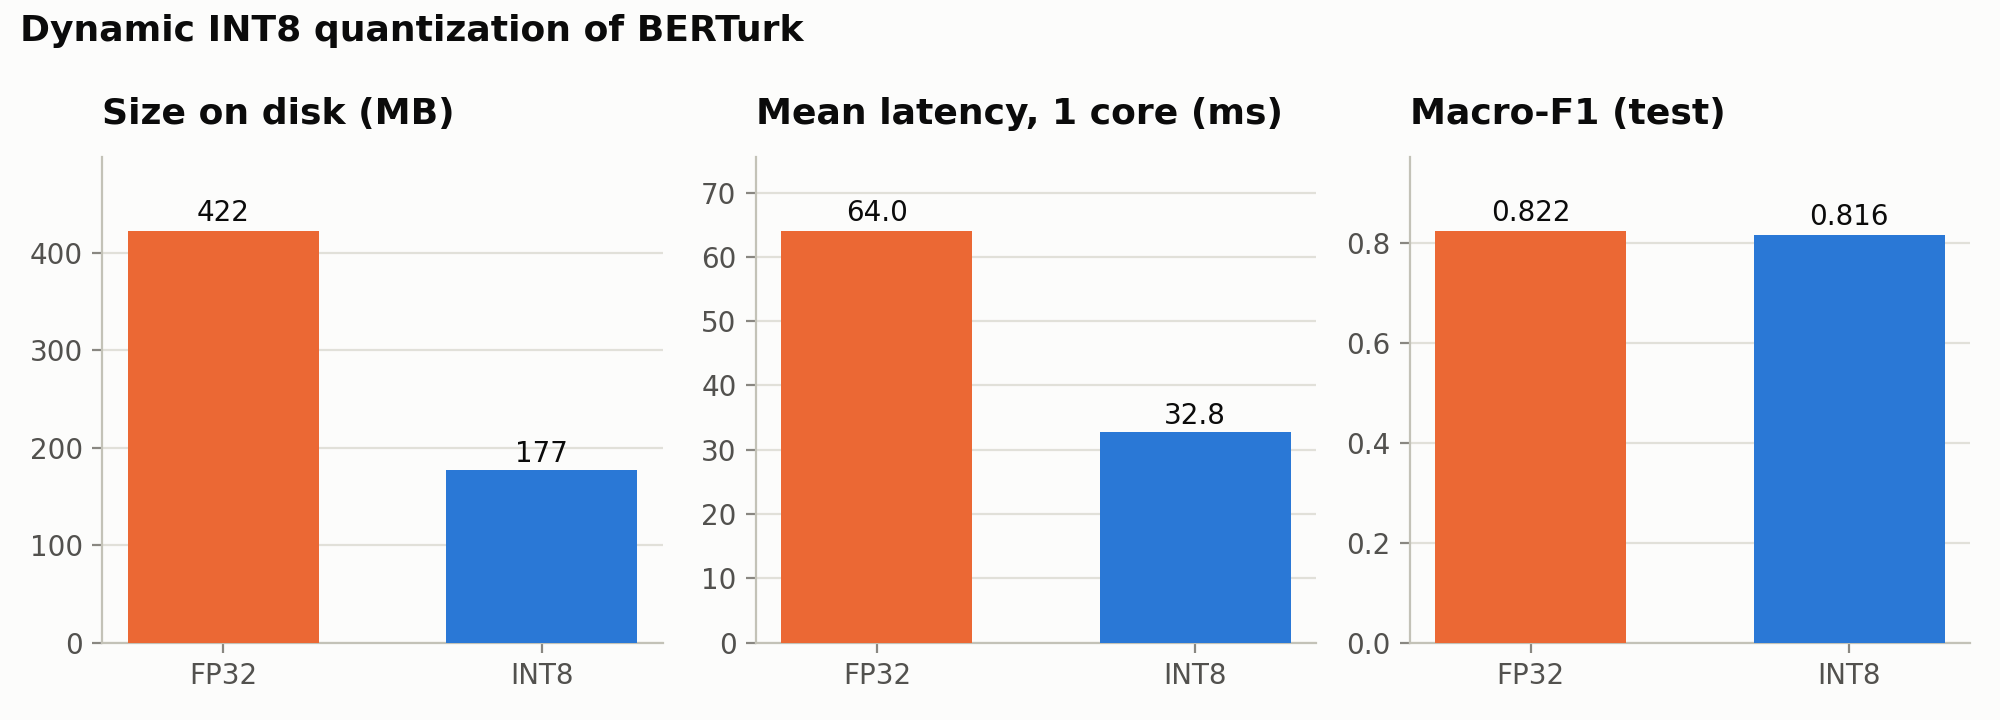 Dynamic INT8 quantization of BERTurk
Size on disk (MB)
400
300
200
100
0
422
177
FP32
INT8
Mean latency, 1 core (ms)
70
60
50
40
30
20
10
0
64.0
32.8
FP32
INT8
Macro-F1 (test)
0.8
0.6
0.4
0.2
0.0
0.822
0.816
FP32
INT8